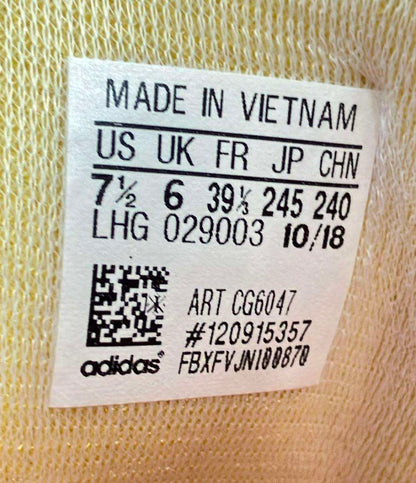 MADE IN VIETNAM
US UK FR JP CHN
7½ 6 39⅓ 245 240
LHG 029003 10/18
ART CG6047
#120915357
adidas® FBXFVJN100870